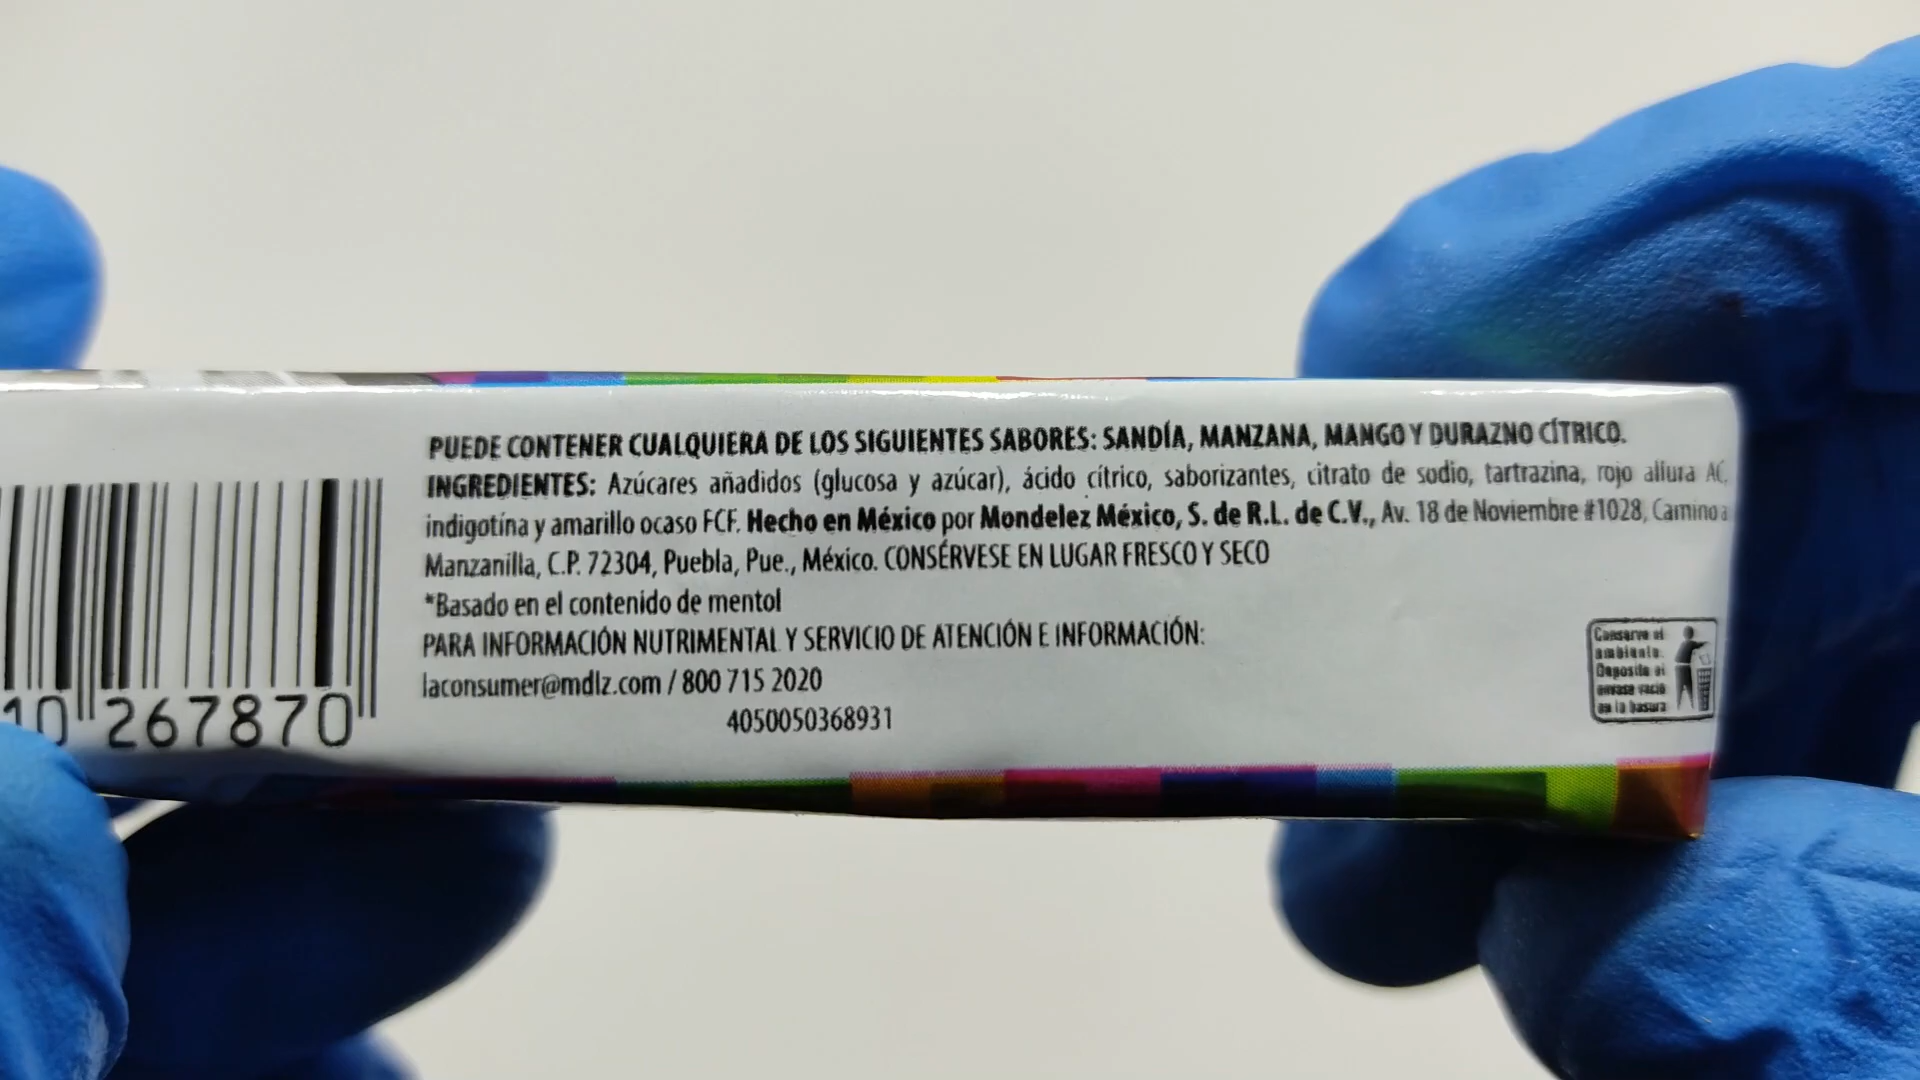 PUEDE CONTENER CUALQUIERA DE LOS SIGUIENTES SABORES: SANDÍA, MANZANA, MANGO Y DURAZNO CÍTRICO.
INGREDIENTES: Azúcares añadidos (glucosa y azúcar), ácido cítrico, saborizantes, citrato de sodio, tartrazina, rojo allura AC,
indigotina y amarillo ocaso FCF. Hecho en México por Mondelez México, S. de R.L. de C.V., Av. 18 de Noviembre #1028, Camino a
Manzanilla, C.P. 72304, Puebla, Pue., México. CONSÉRVESE EN LUGAR FRESCO Y SECO
*Basado en el contenido de mentol
PARA INFORMACIÓN NUTRIMENTAL Y SERVICIO DE ATENCIÓN E INFORMACIÓN:
laconsumer@mdlz.com / 800 715 2020
4050050368931
10 267870
Conserve el
ambiente.
Deposite el
envase vacío
en la basura